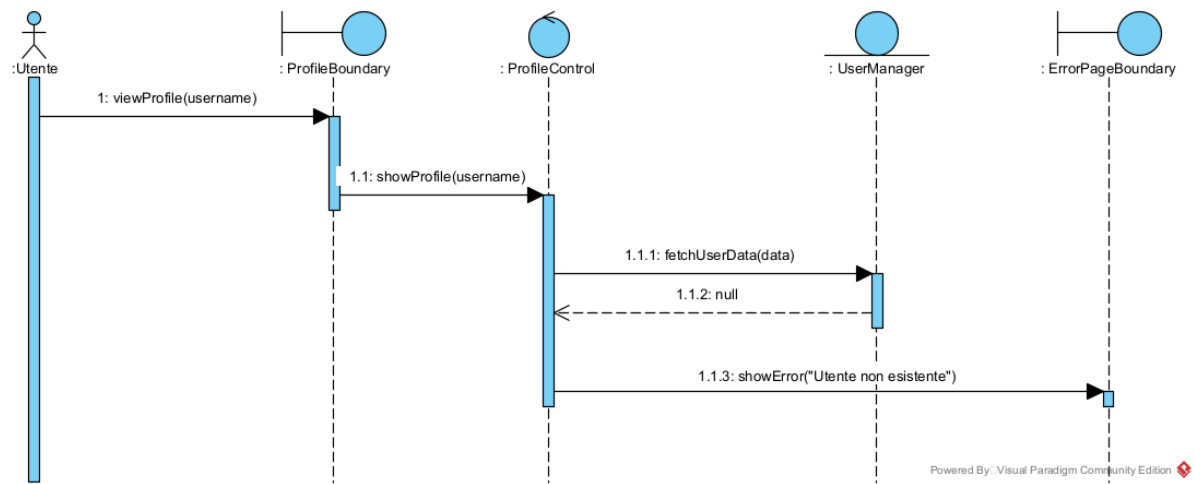 :Utente
: ProfileBoundary
: ProfileControl
: UserManager
: ErrorPageBoundary
1: viewProfile(username)
1.1: showProfile(username)
1.1.1: fetchUserData(data)
1.1.2: null
1.1.3: showError("Utente non esistente")
Powered By Visual Paradigm Community Edition